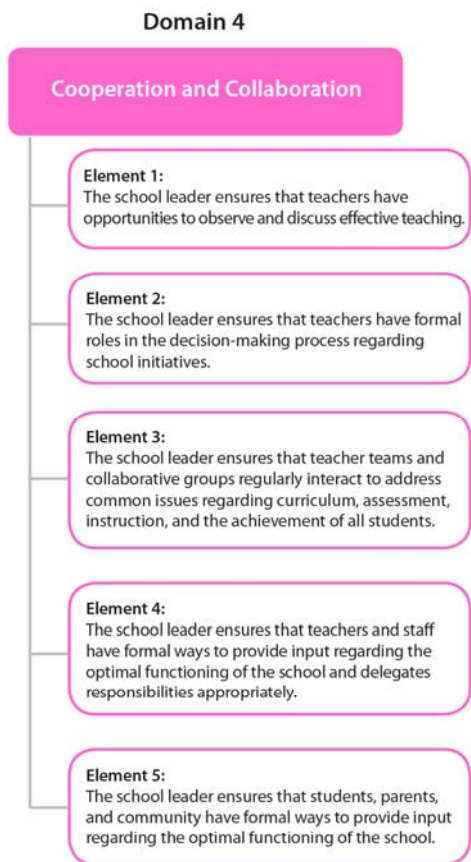 Domain 4
Cooperation and Collaboration
Element 1:
The school leader ensures that teachers have
opportunities to observe and discuss effective teaching.
Element 2:
The school leader ensures that teachers have formal
roles in the decision-making process regarding
school initiatives.
Element 3:
The school leader ensures that teacher teams and
collaborative groups regularly interact to address
common issues regarding curriculum, assessment,
instruction, and the achievement of all students.
Element 4:
The school leader ensures that teachers and staff
have formal ways to provide input regarding the
optimal functioning of the school and delegates
responsibilities appropriately.
Element 5:
The school leader ensures that students, parents,
and community have formal ways to provide input
regarding the optimal functioning of the school.